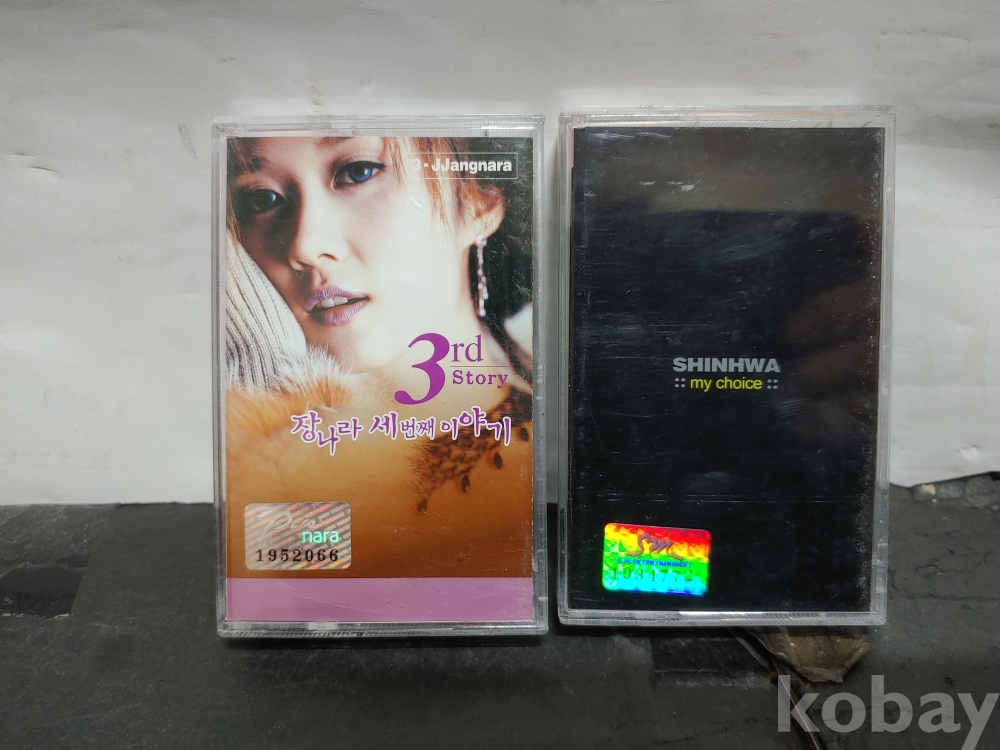 3·JJangnara
3rd
Story
장나라 세번째 이야기
nara
1952066
SHINHWA
:: my choice ::
SM
kobay